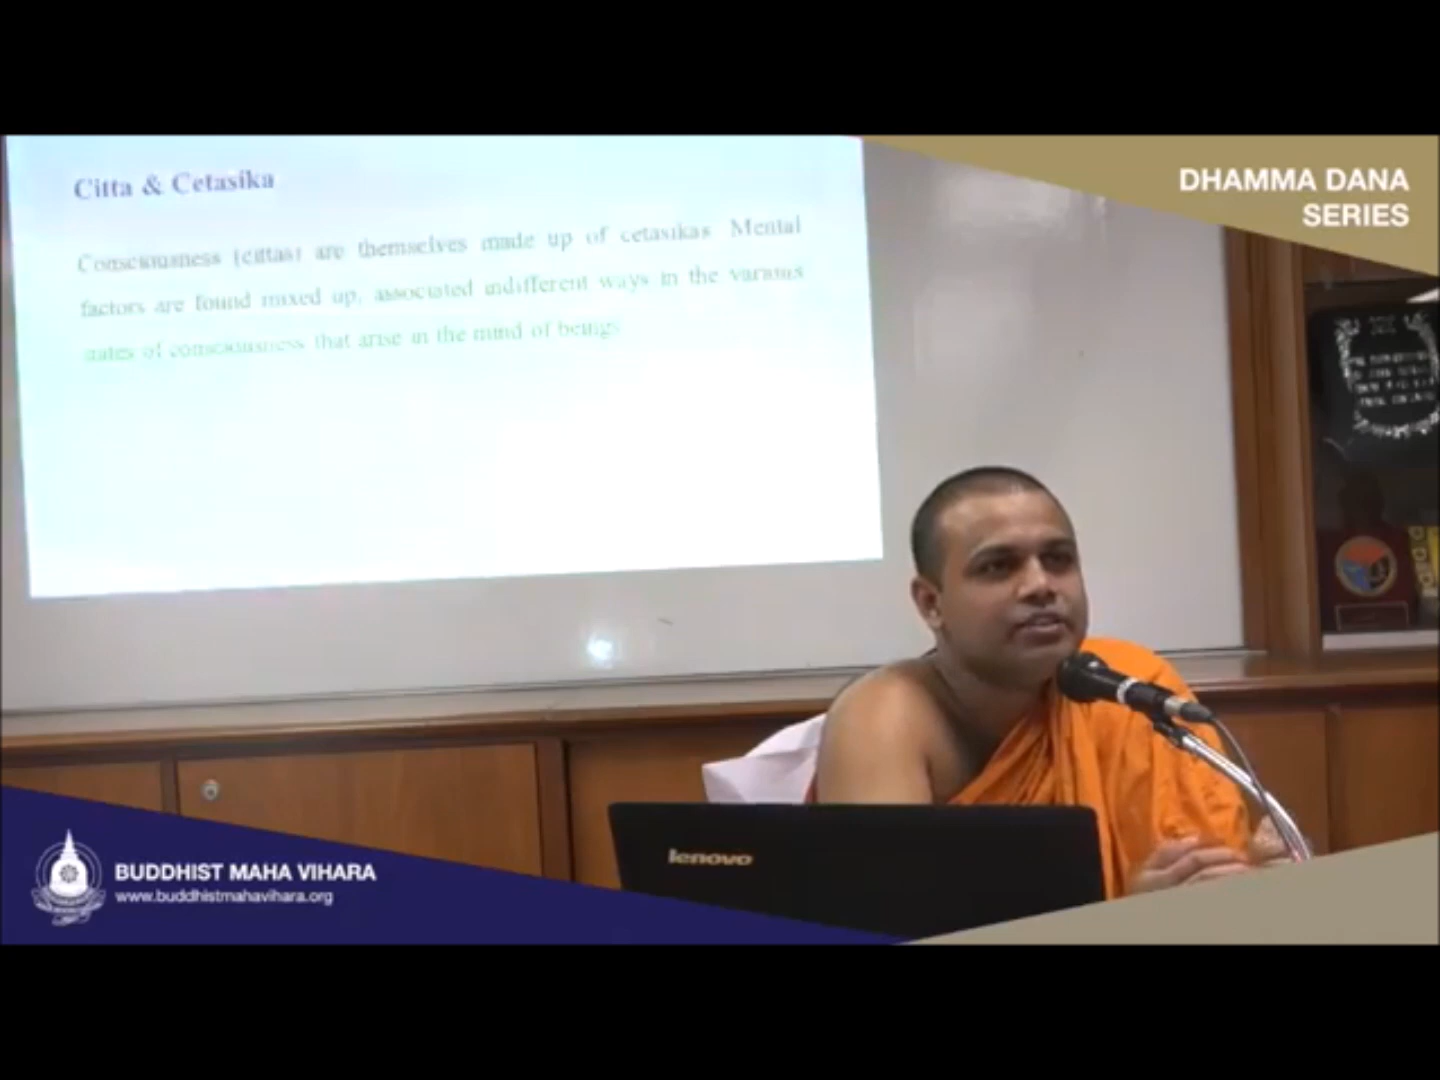 Citta & Cetasika
Consciousness (cittas) are themselves made up of cetasikas Mental
factors are found mixed up, associated indifferent ways in the various
states of consciousness that arise in the mind of beings
DHAMMA DANA
SERIES
lenovo
BUDDHIST MAHA VIHARA
www.buddhistmahavihara.org